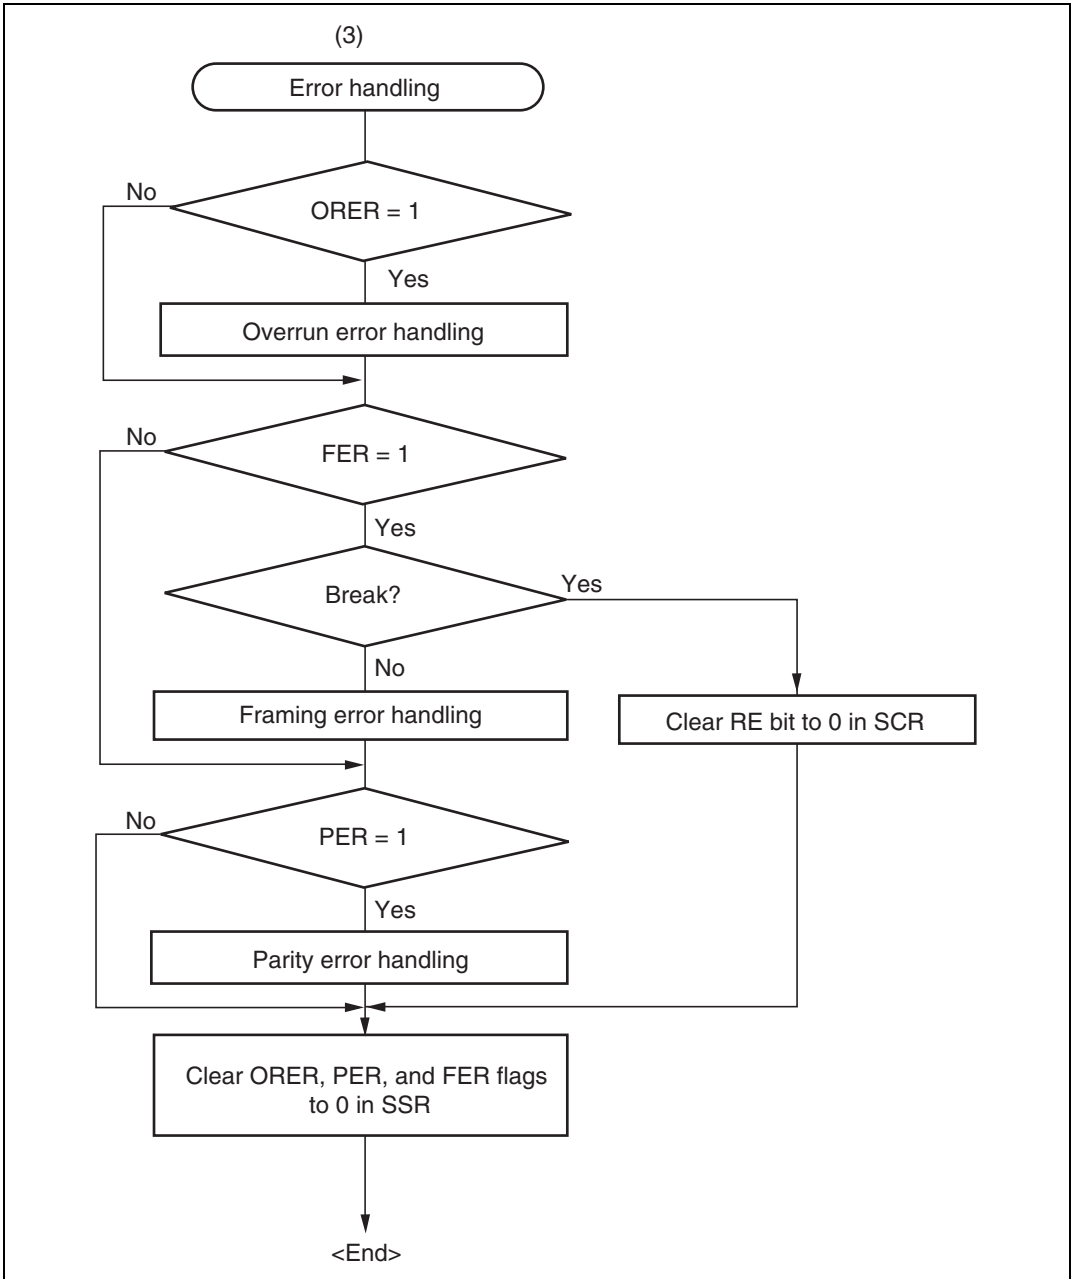 (3)
Error handling
No
ORER = 1
Yes
Overrun error handling
No
FER = 1
Yes
Break?
Yes
No
Framing error handling
Clear RE bit to 0 in SCR
No
PER = 1
Yes
Parity error handling
Clear ORER, PER, and FER flags
to 0 in SSR
<End>